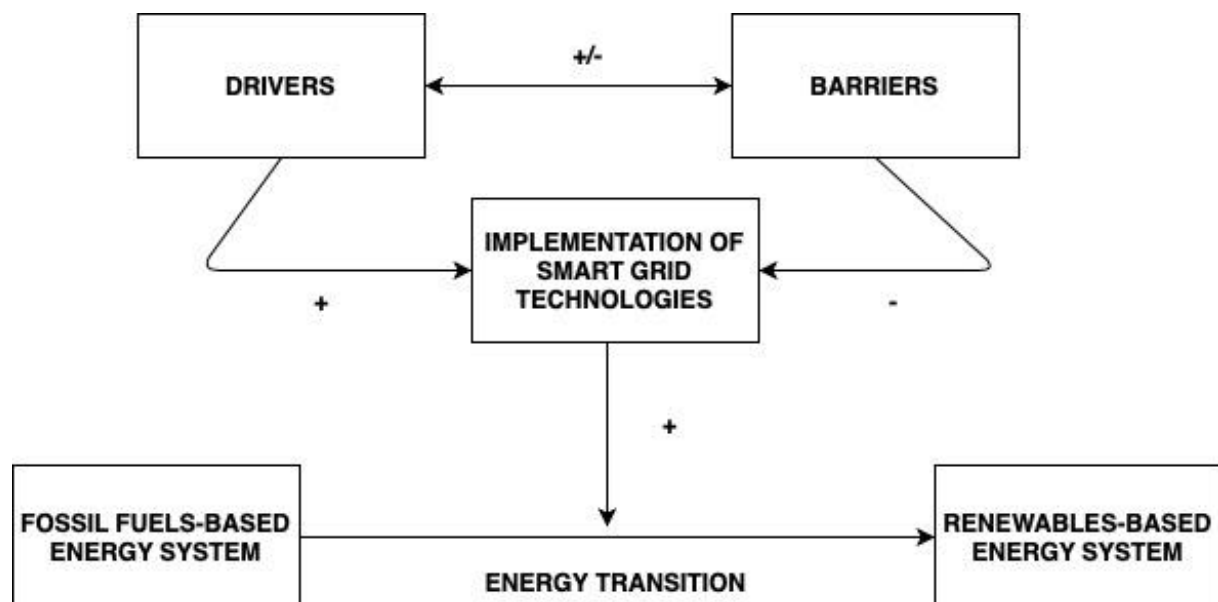 DRIVERS
+/-
BARRIERS
IMPLEMENTATION OF
SMART GRID
TECHNOLOGIES
+
-
+
FOSSIL FUELS-BASED
ENERGY SYSTEM
RENEWABLES-BASED
ENERGY SYSTEM
ENERGY TRANSITION